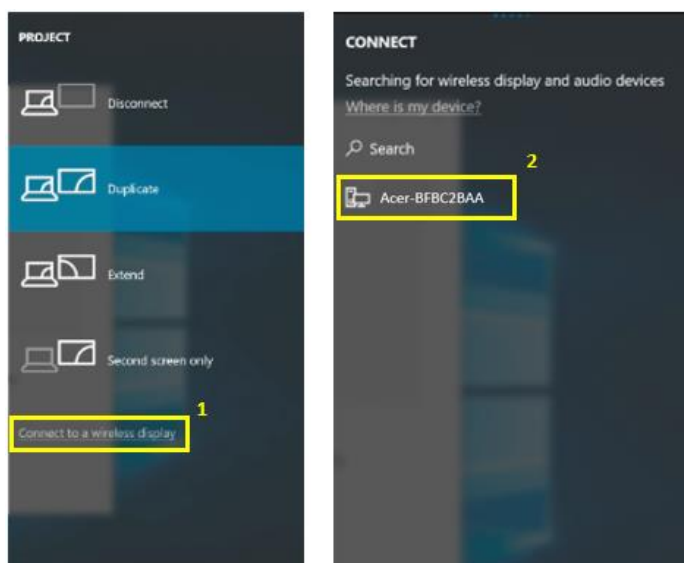 PROJECT
Disconnect
Duplicate
Extend
Second screen only
1
Connect to a wireless display
CONNECT
Searching for wireless display and audio devices
Where is my device?
Search
2
Acer-BFBC2BAA